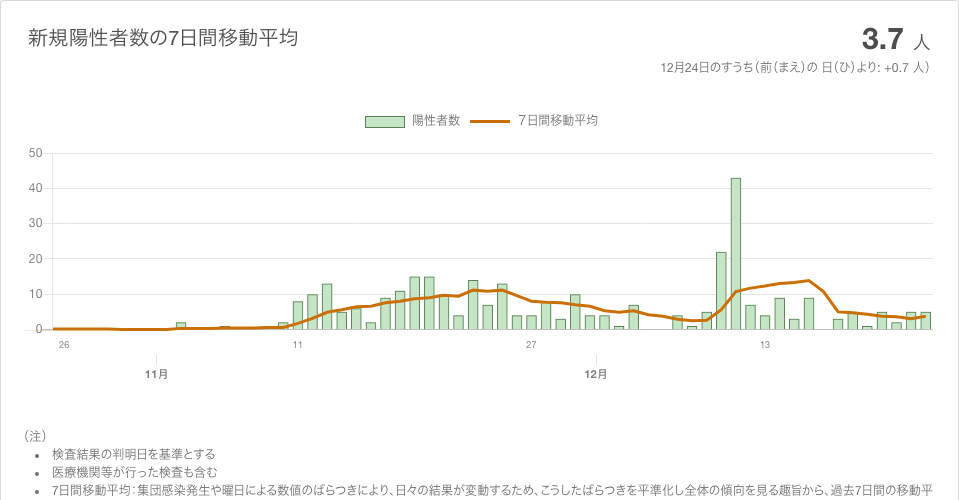 新規陽性者数の7日間移動平均
3.7 人
12月24日のすうち（前（まえ）の 日（ひ）より: +0.7 人）
陽性者数 7日間移動平均
50
40
30
20
10
0
26 11 27 13
11月 12月
（注）
• 検査結果の判明日を基準とする
• 医療機関等が行った検査も含む
• 7日間移動平均：集団感染発生や曜日による数値のばらつきにより、日々の結果が変動するため、こうしたばらつきを平準化し全体の傾向を見る趣旨から、過去7日間の移動平